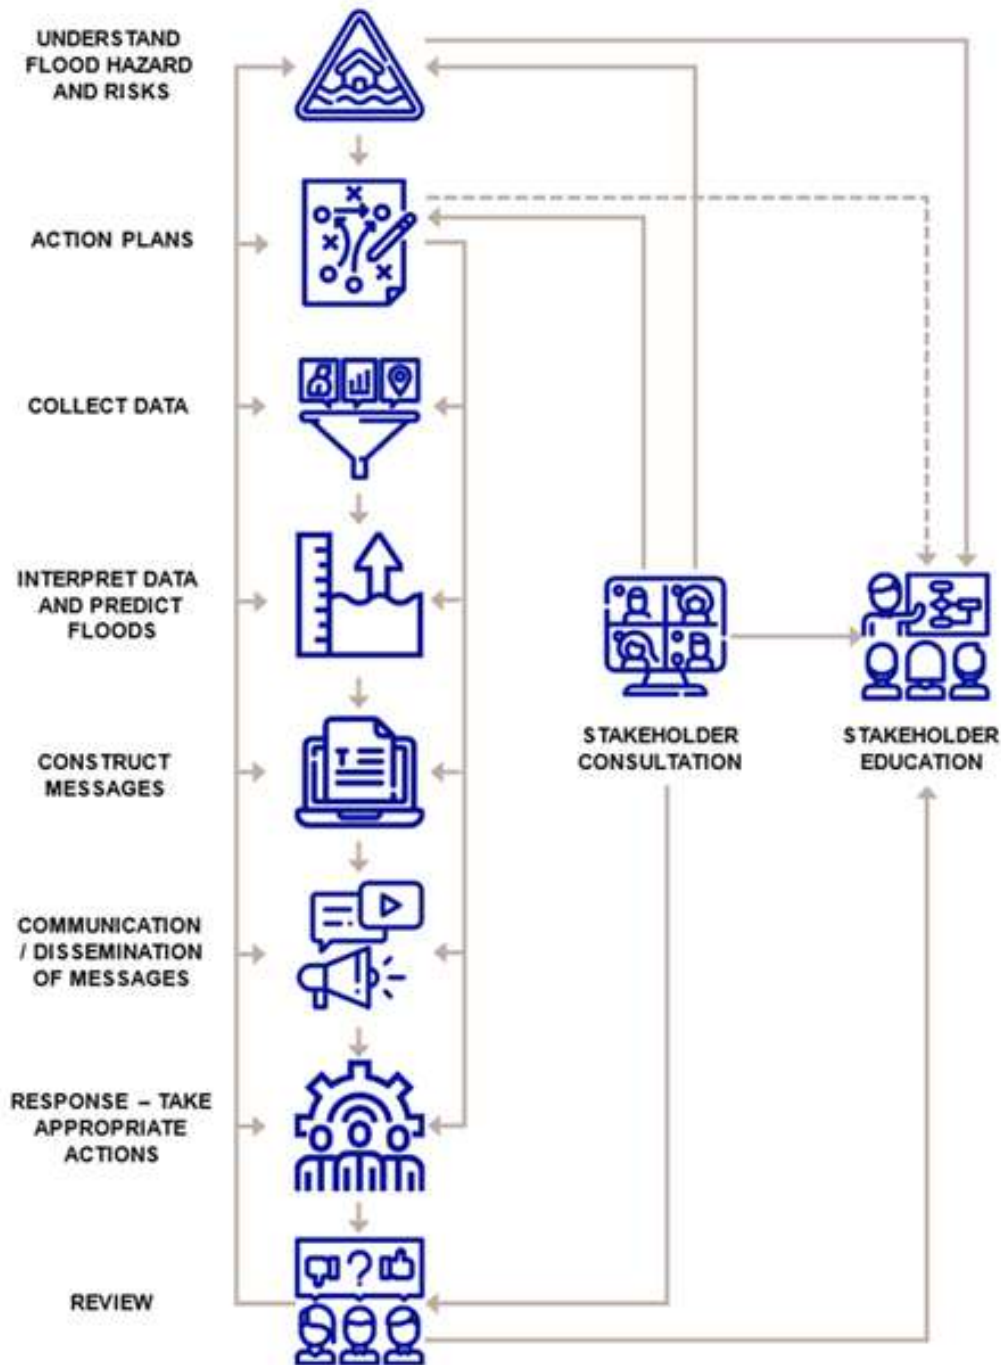 UNDERSTAND
FLOOD HAZARD
AND RISKS
ACTION PLANS
COLLECT DATA
INTERPRET DATA
AND PREDICT
FLOODS
STAKEHOLDER
CONSULTATION
STAKEHOLDER
EDUCATION
CONSTRUCT
MESSAGES
COMMUNICATION
/ DISSEMINATION
OF MESSAGES
RESPONSE – TAKE
APPROPRIATE
ACTIONS
REVIEW